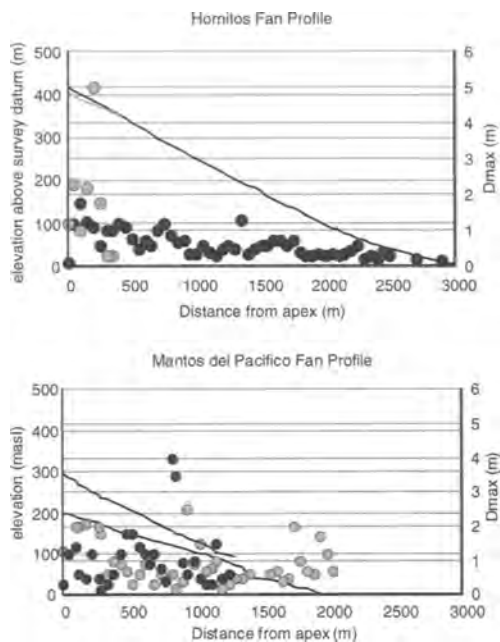 Hornitos Fan Profile
500
400
300
200
100
0
6
5
4
3
2
1
0
elevation above survey datum (m)
Dmax (m)
0 500 1000 1500 2000 2500 3000
Distance from apex (m)
Mantos del Pacifico Fan Profile
500
400
300
200
100
0
6
5
4
3
2
1
0
elevation (masl)
Dmax (m)
0 500 1000 1500 2000 2500 3000
Distance from apex (m)